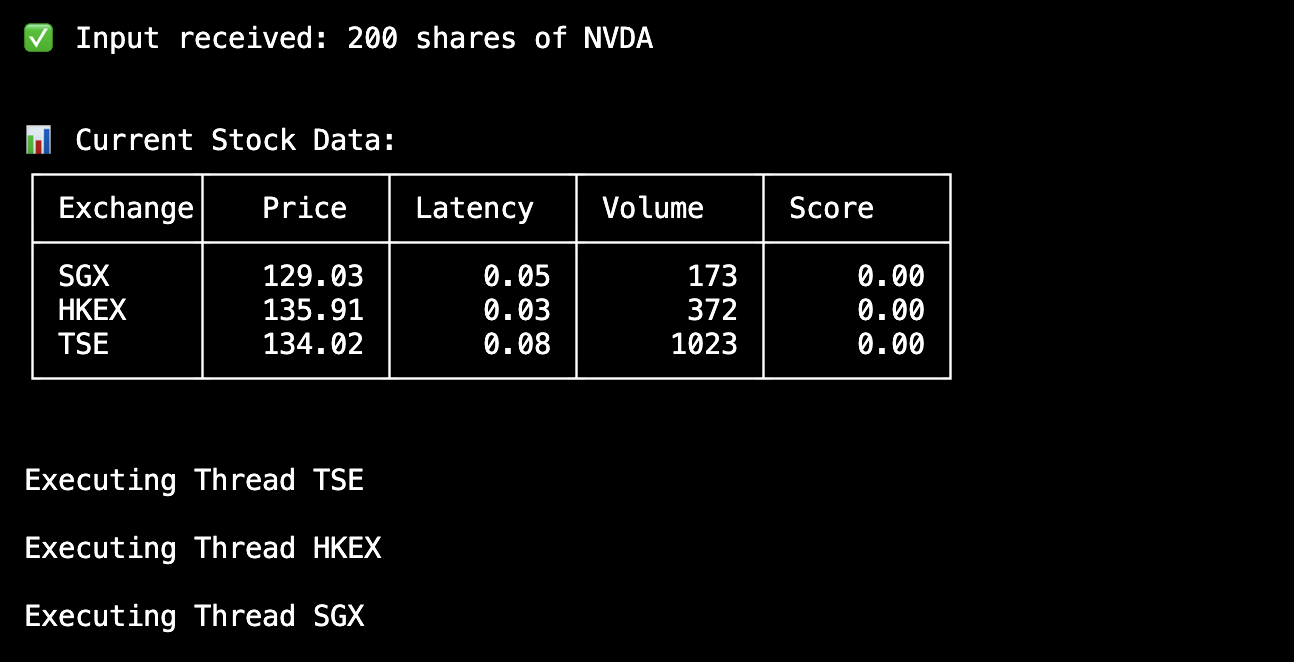 ✅ Input received: 200 shares of NVDA
📊 Current Stock Data:
Exchange Price Latency Volume Score
SGX 129.03 0.05 173 0.00
HKEX 135.91 0.03 372 0.00
TSE 134.02 0.08 1023 0.00
Executing Thread TSE
Executing Thread HKEX
Executing Thread SGX